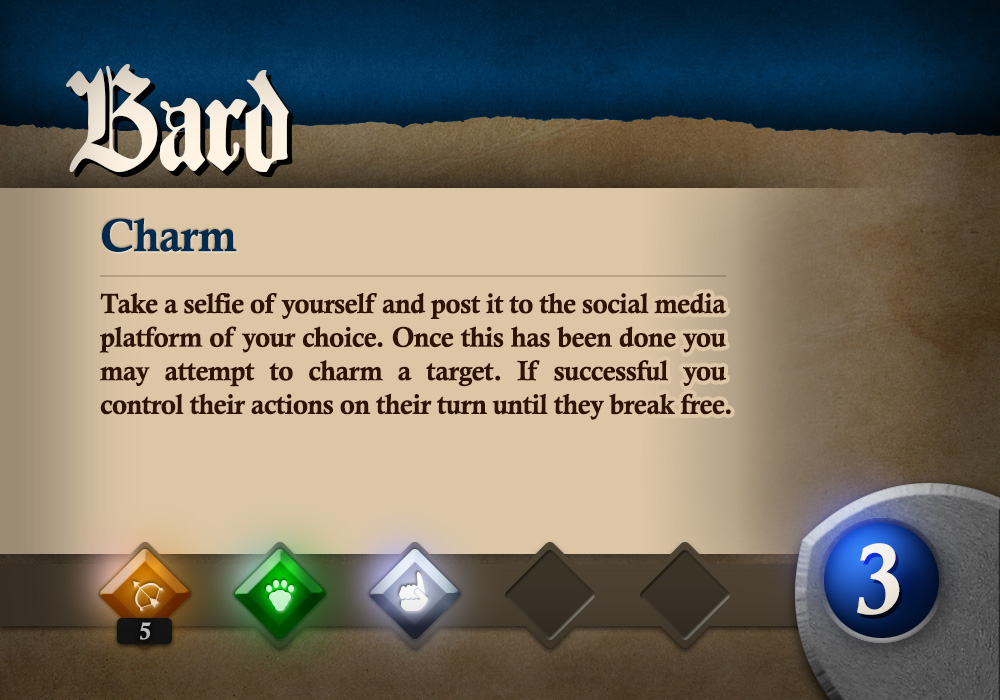 Bard
Charm
Take a selfie of yourself and post it to the social media
platform of your choice. Once this has been done you
may attempt to charm a target. If successful you
control their actions on their turn until they break free.
5
3